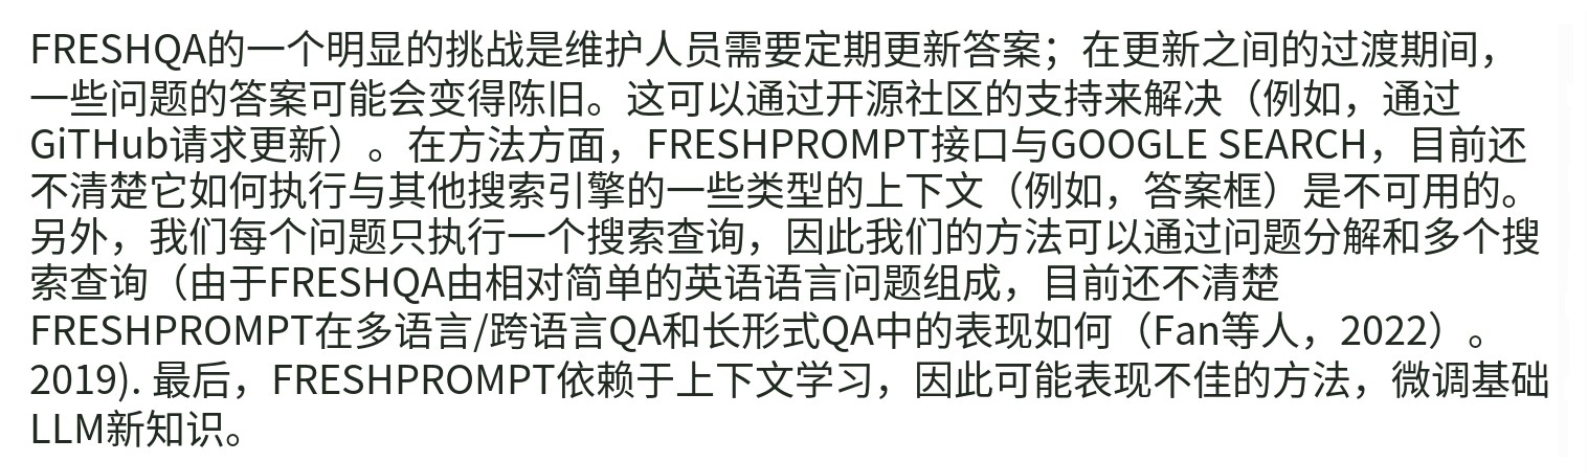 FRESHQA的一个明显的挑战是维护人员需要定期更新答案；在更新之间的过渡期间，
一些问题的答案可能会变得陈旧。这可以通过开源社区的支持来解决（例如，通过
GiTHub请求更新）。在方法方面，FRESHPROMPT接口与GOOGLE SEARCH，目前还
不清楚它如何执行与其他搜索引擎的一些类型的上下文（例如，答案框）是不可用的。
另外，我们每个问题只执行一个搜索查询，因此我们的方法可以通过问题分解和多个搜
索查询（由于FRESHQA由相对简单的英语语言问题组成，目前还不清楚
FRESHPROMPT在多语言/跨语言QA和长形式QA中的表现如何（Fan等人，2022）。
2019). 最后，FRESHPROMPT依赖于上下文学习，因此可能表现不佳的方法，微调基础
LLM新知识。